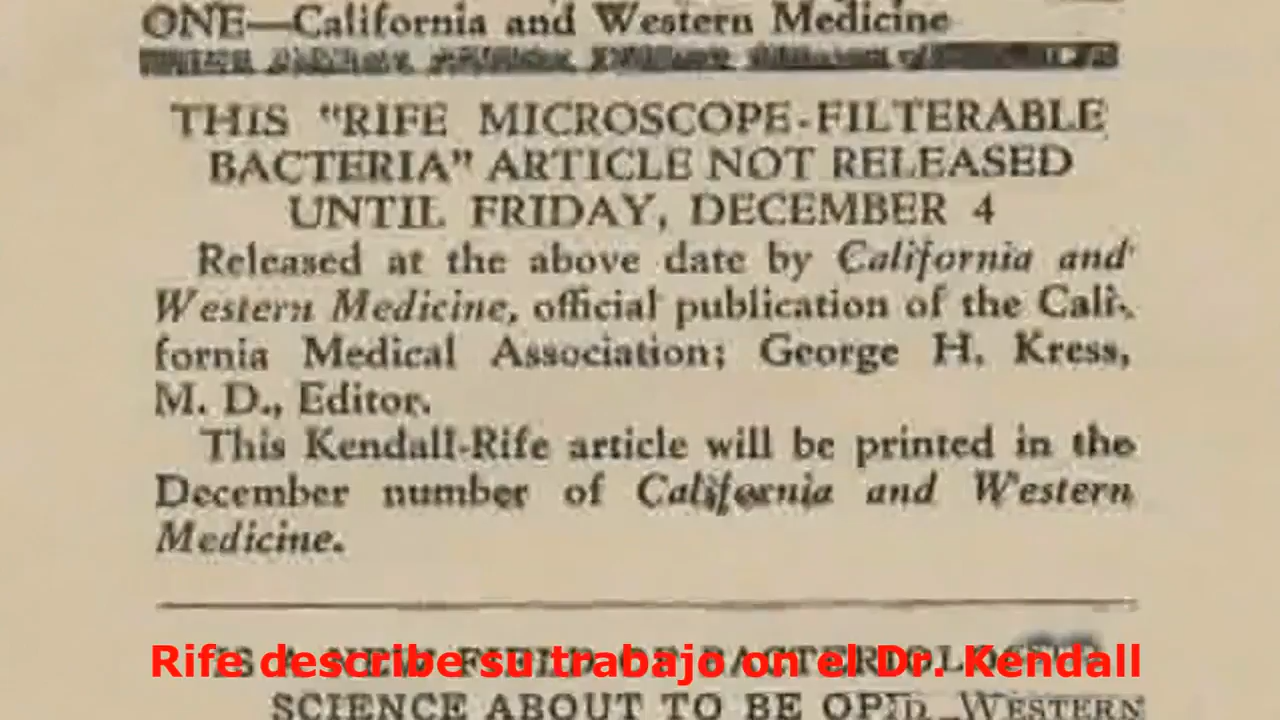 ONE—California and Western Medicine
THIS "RIFE MICROSCOPE-FILTERABLE
BACTERIA" ARTICLE NOT RELEASED
UNTIL FRIDAY, DECEMBER 4
Released at the above date by California and
Western Medicine, official publication of the Cali-
fornia Medical Association; George H. Kress,
M. D., Editor.
This Kendall-Rife article will be printed in the
December number of California and Western
Medicine.
Rife describe su trabajo on el Dr. Kendall
SCIENCE ABOUT TO BE WESTERN